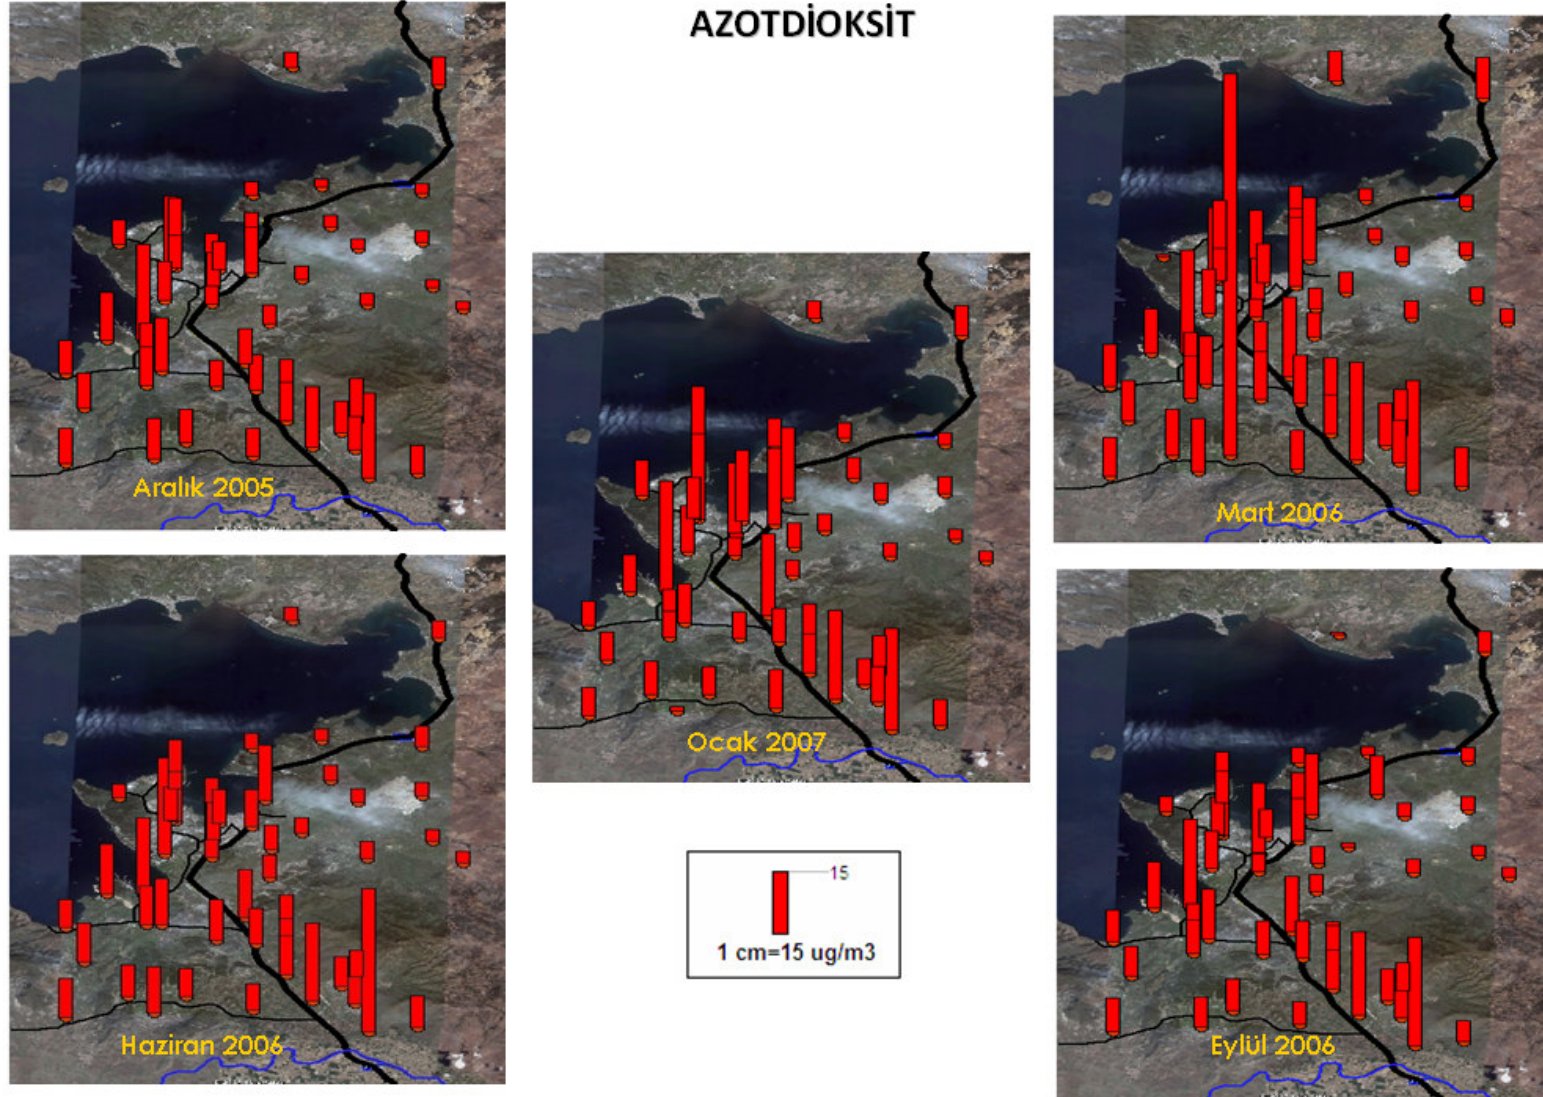 AZOTDİOKSİT
Aralık 2005
Mart 2006
Ocak 2007
Haziran 2006
Eylül 2006
15
1 cm=15 ug/m3